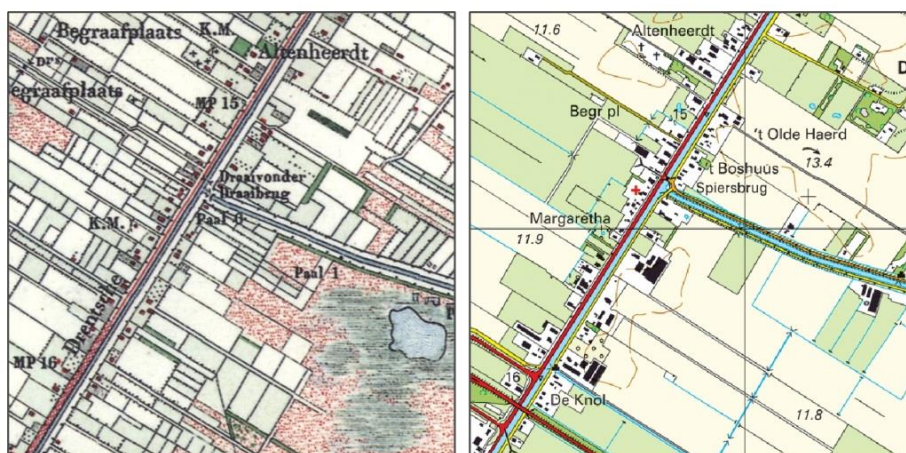 Begraafplaats
K.M.
Altenheerdt
egraafplaats
MP 15
Draaivonder
Draaibrug
Paal 0
K.M.
Paal 1
Drentsche
MP 16
11.6
Altenheerdt
D
Begr pl
15
't Olde Haerd
13.4
't Boshuus
Spiersbrug
Margaretha
11.9
16
De Knol
11.8